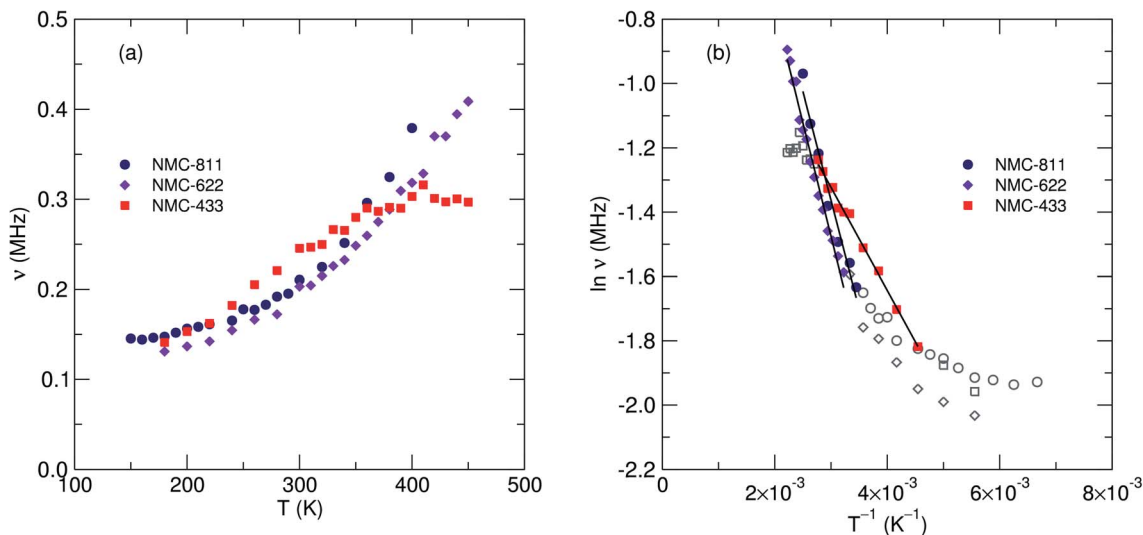 (a)
NMC-811
NMC-622
NMC-433
0.5
0.4
0.3
0.2
0.1
0.0
ν (MHz)
100 200 300 400 500
T (K)
(b)
NMC-811
NMC-622
NMC-433
-0.8
-1.0
-1.2
-1.4
-1.6
-1.8
-2.0
-2.2
ln ν (MHz)
0 2×10⁻³ 4×10⁻³ 6×10⁻³ 8×10⁻³
T⁻¹ (K⁻¹)